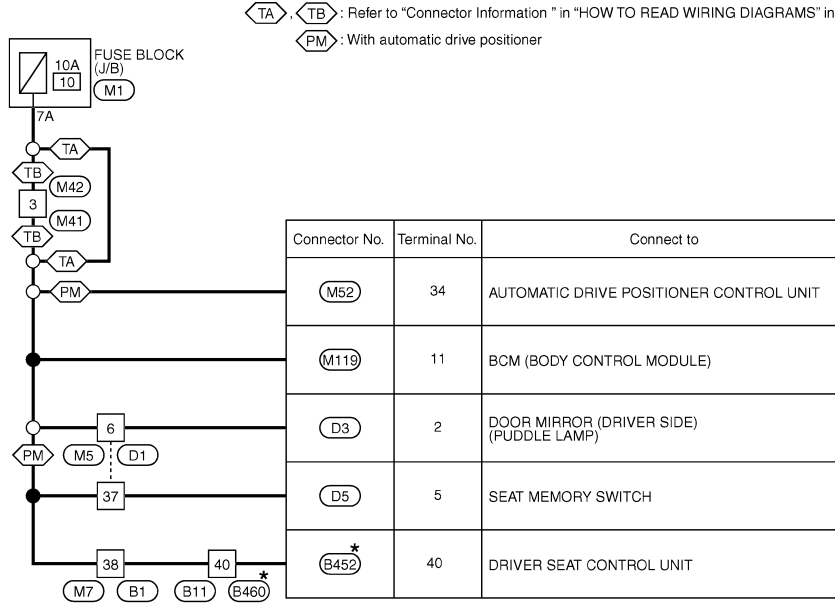 TA , TB : Refer to “Connector Information ” in “HOW TO READ WIRING DIAGRAMS” in
PM : With automatic drive positioner
FUSE BLOCK
(J/B)
10A
10
M1
7A
TA
TB
M42
3
M41
TB
TA
PM
Connector No. Terminal No. Connect to
M52 34 AUTOMATIC DRIVE POSITIONER CONTROL UNIT
M119 11 BCM (BODY CONTROL MODULE)
6
D3 2 DOOR MIRROR (DRIVER SIDE)
(PUDDLE LAMP)
PM M5 D1
37
D5 5 SEAT MEMORY SWITCH
38 40
B452* 40 DRIVER SEAT CONTROL UNIT
M7 B1 B11 B460*